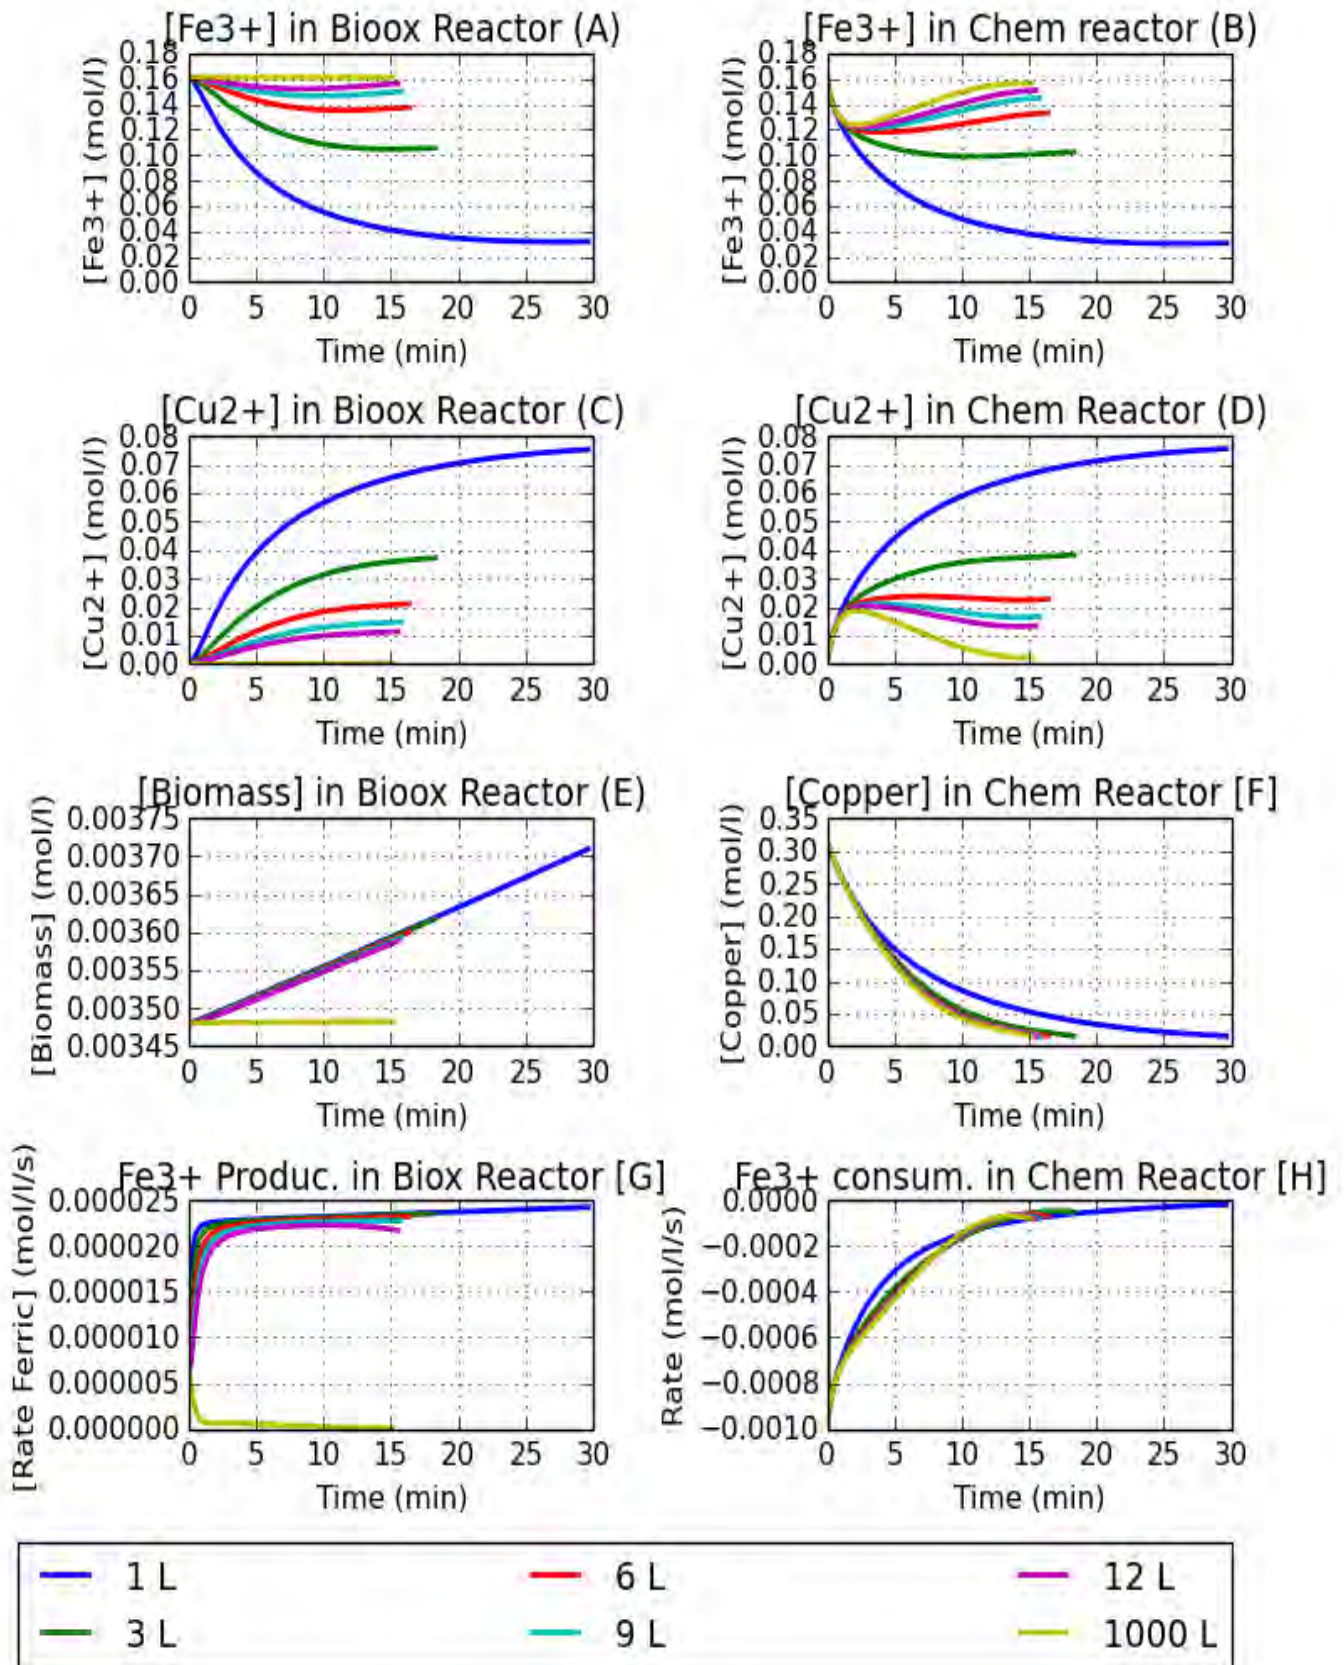 [Fe3+] in Bioox Reactor (A)
[Fe3+] (mol/l)
0.18
0.16
0.14
0.12
0.10
0.08
0.06
0.04
0.02
0.00
0 5 10 15 20 25 30
Time (min)
[Fe3+] in Chem reactor (B)
[Fe3+] (mol/l)
0.18
0.16
0.14
0.12
0.10
0.08
0.06
0.04
0.02
0.00
0 5 10 15 20 25 30
Time (min)
[Cu2+] in Bioox Reactor (C)
[Cu2+] (mol/l)
0.08
0.07
0.06
0.05
0.04
0.03
0.02
0.01
0.00
0 5 10 15 20 25 30
Time (min)
[Cu2+] in Chem Reactor (D)
[Cu2+] (mol/l)
0.08
0.07
0.06
0.05
0.04
0.03
0.02
0.01
0.00
0 5 10 15 20 25 30
Time (min)
[Biomass] in Bioox Reactor (E)
[Biomass] (mol/l)
0.00375
0.00370
0.00365
0.00360
0.00355
0.00350
0.00345
0 5 10 15 20 25 30
Time (min)
[Copper] in Chem Reactor [F]
[Copper] (mol/l)
0.35
0.30
0.25
0.20
0.15
0.10
0.05
0.00
0 5 10 15 20 25 30
Time (min)
Fe3+ Produc. in Biox Reactor [G]
[Rate Ferric] (mol/l/s)
0.000025
0.000020
0.000015
0.000010
0.000005
0.000000
0 5 10 15 20 25 30
Time (min)
Fe3+ consum. in Chem Reactor [H]
Rate (mol/l/s)
0.0000
−0.0002
−0.0004
−0.0006
−0.0008
−0.0010
0 5 10 15 20 25 30
Time (min)
1 L 6 L 12 L
3 L 9 L 1000 L